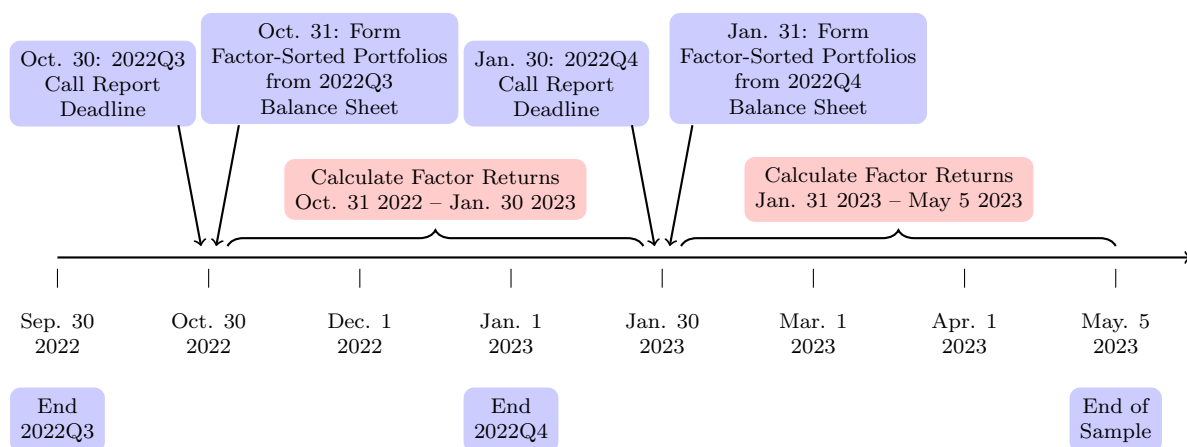 Oct. 30: 2022Q3
Call Report
Deadline
Oct. 31: Form
Factor-Sorted Portfolios
from 2022Q3
Balance Sheet
Jan. 30: 2022Q4
Call Report
Deadline
Jan. 31: Form
Factor-Sorted Portfolios
from 2022Q4
Balance Sheet
Calculate Factor Returns
Oct. 31 2022 – Jan. 30 2023
Calculate Factor Returns
Jan. 31 2023 – May 5 2023
Sep. 30
2022
Oct. 30
2022
Dec. 1
2022
Jan. 1
2023
Jan. 30
2023
Mar. 1
2023
Apr. 1
2023
May. 5
2023
End
2022Q3
End
2022Q4
End of
Sample